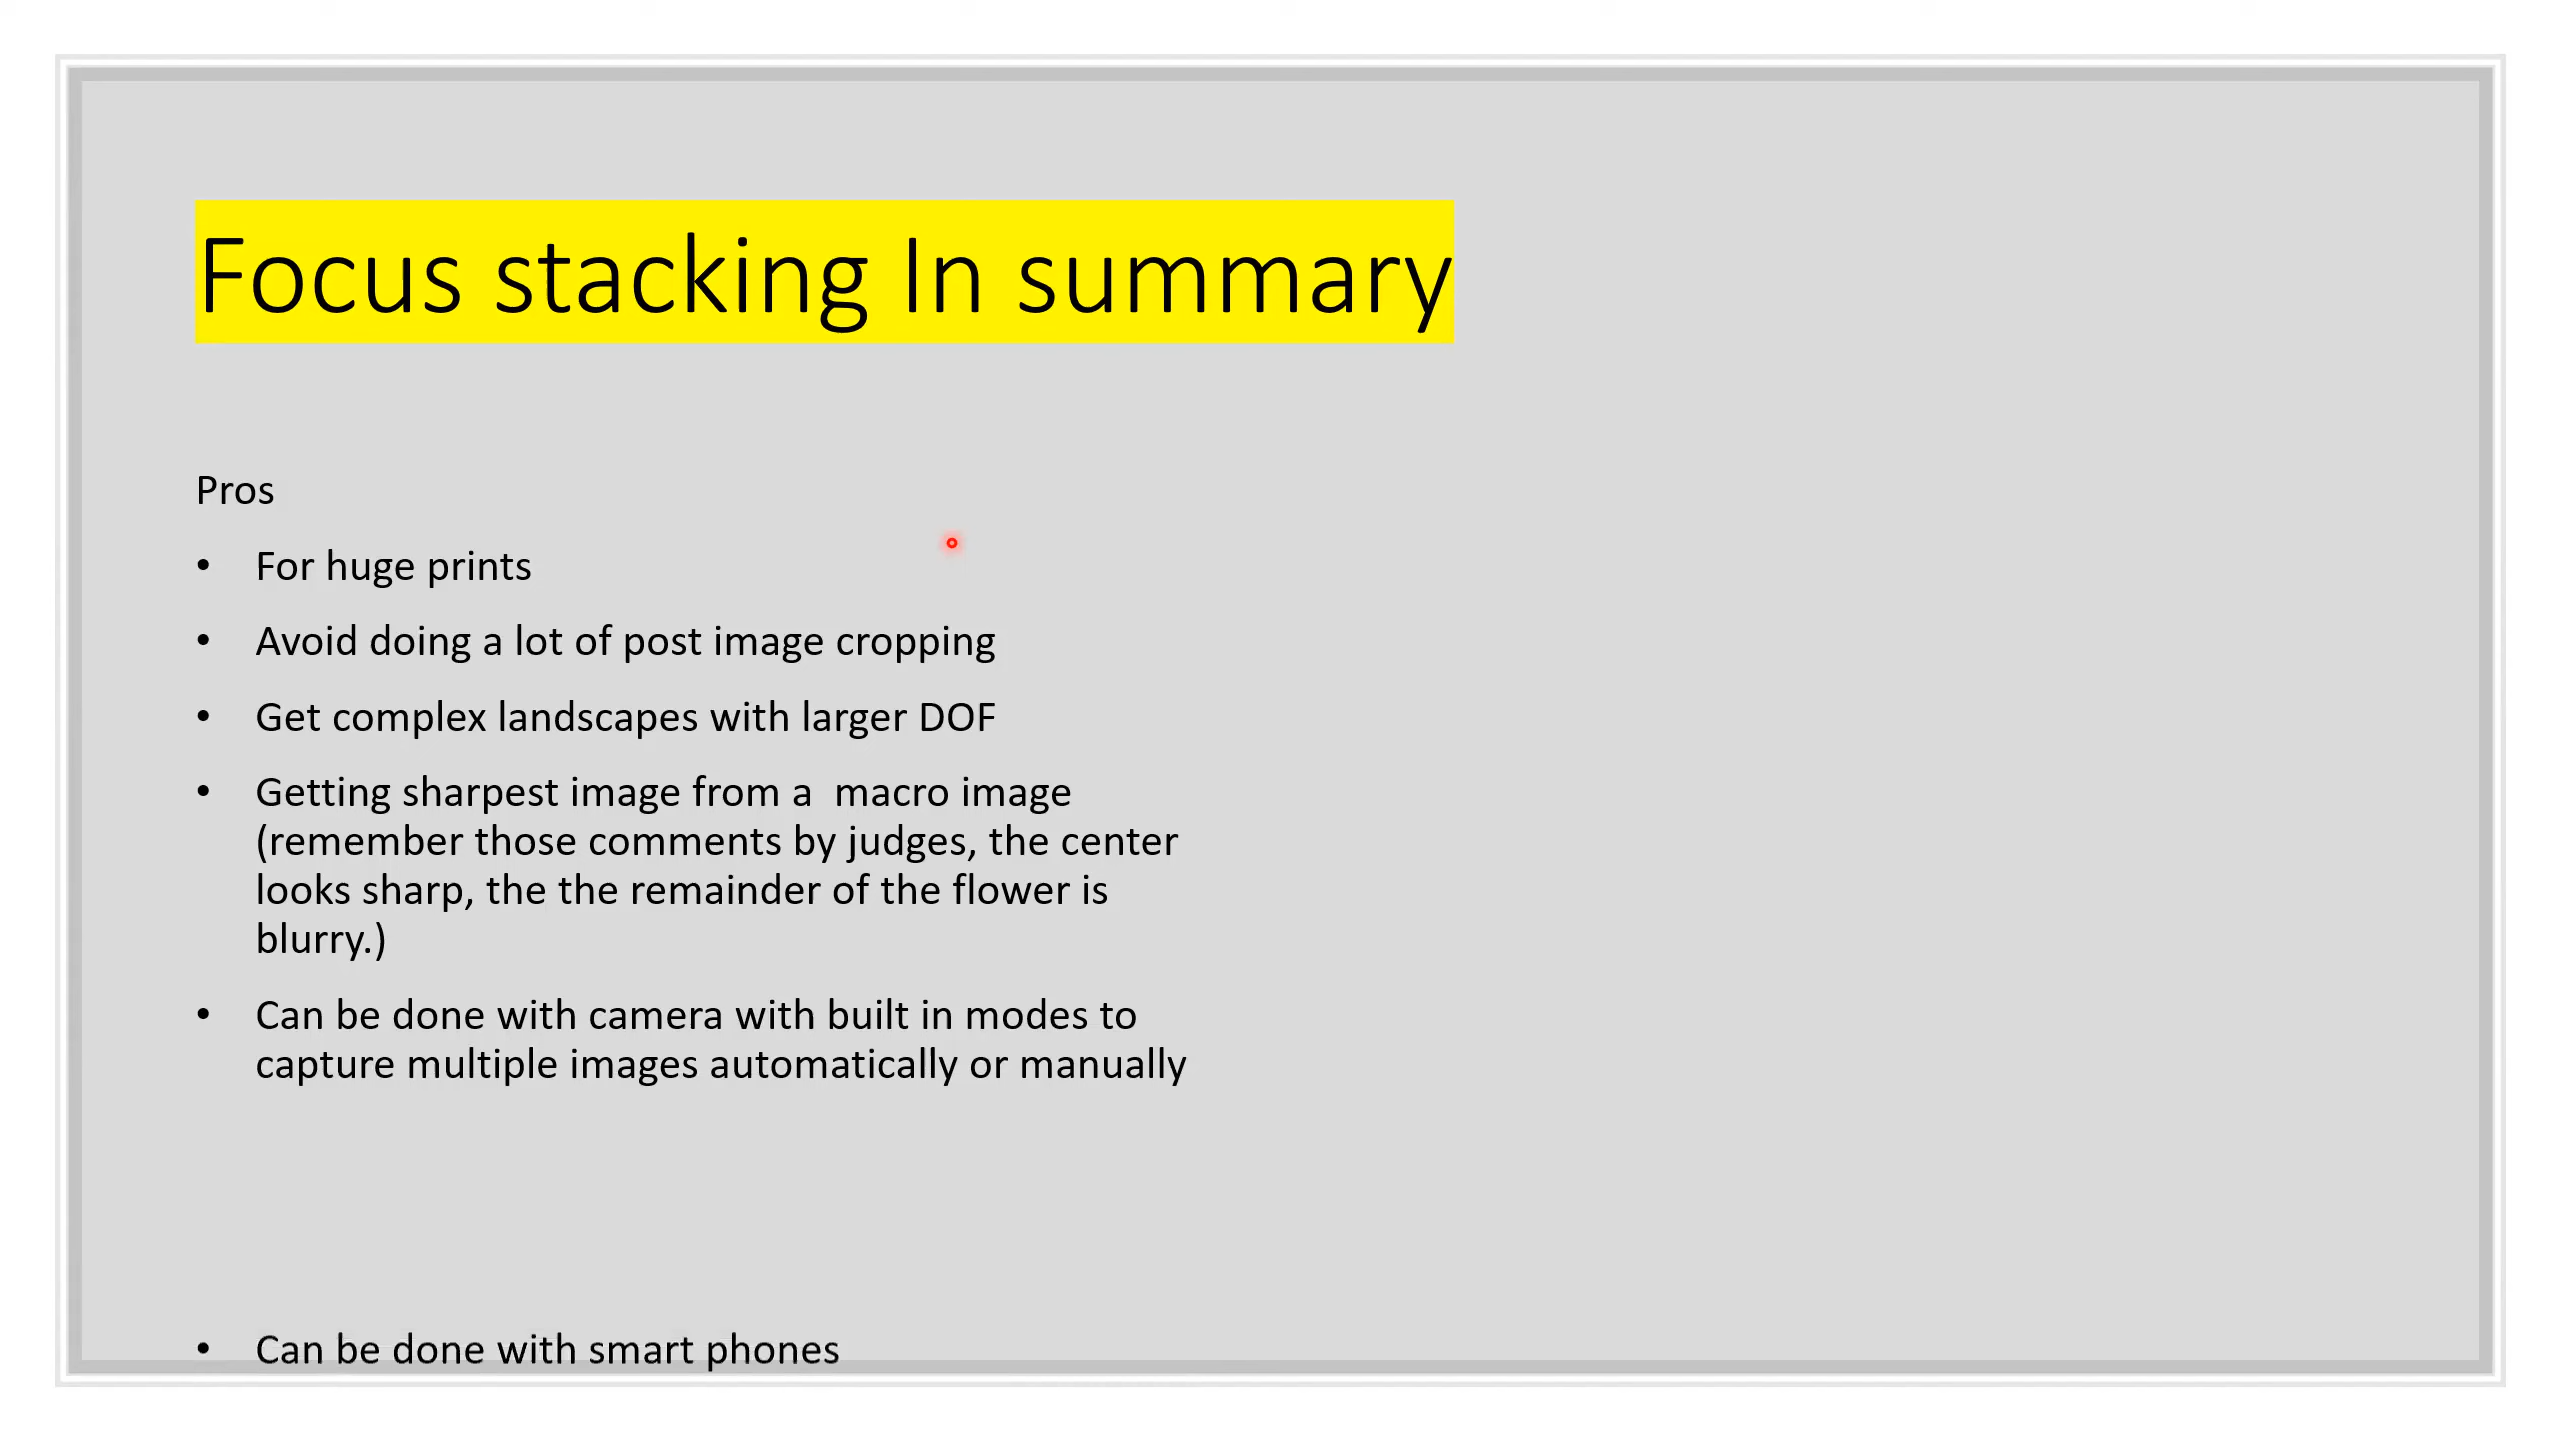 Focus stacking In summary
Pros
• For huge prints
• Avoid doing a lot of post image cropping
• Get complex landscapes with larger DOF
• Getting sharpest image from a  macro image
(remember those comments by judges, the center
looks sharp, the the remainder of the flower is
blurry.)
• Can be done with camera with built in modes to
capture multiple images automatically or manually
• Can be done with smart phones